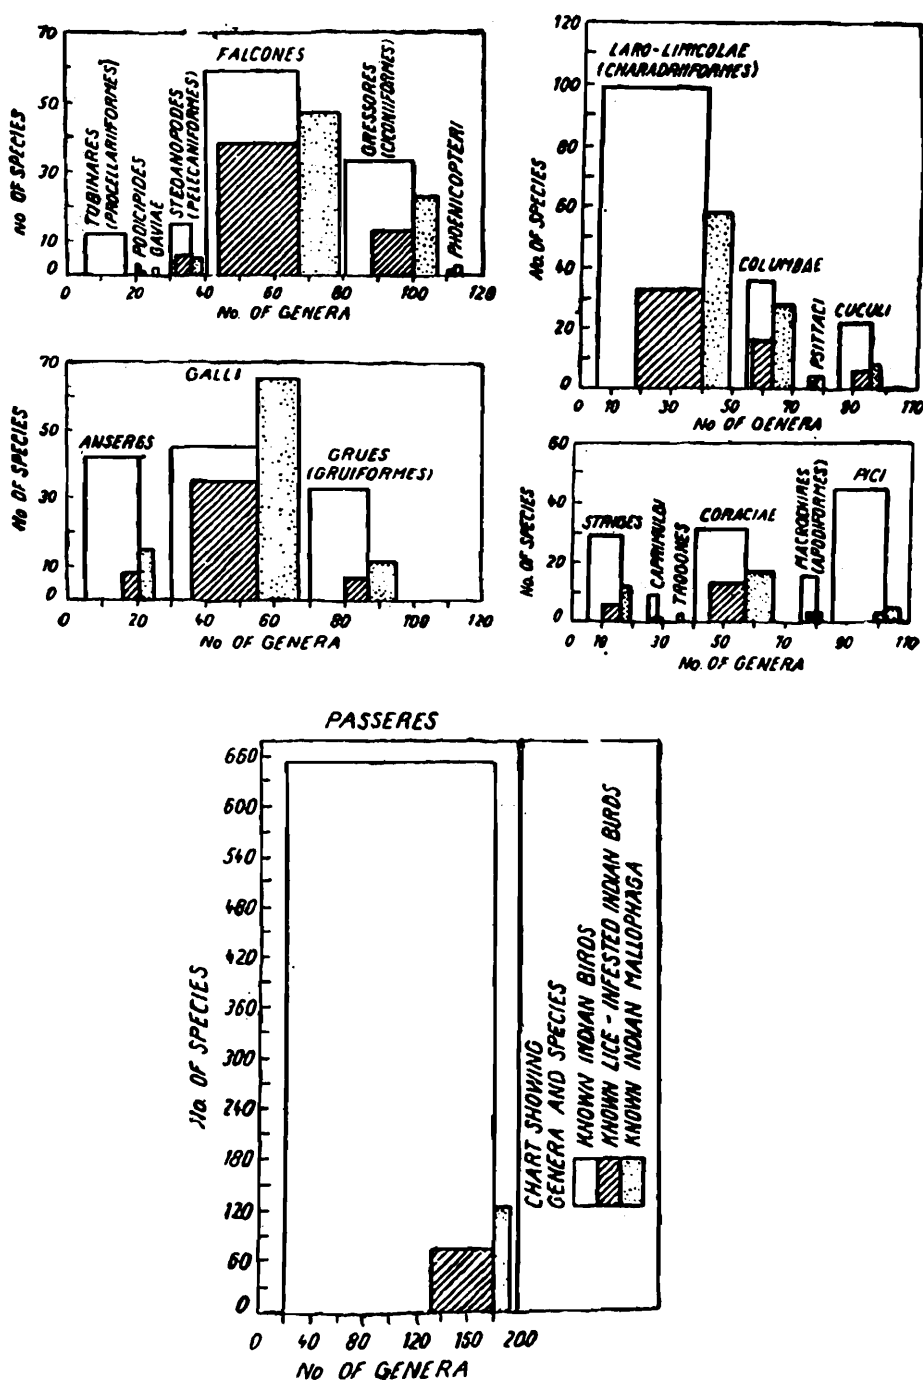 70
50
30
10
0
No OF SPECIES
TUBINARES
(PROCELLARIIFORMES)
PODICIPIDES
GAVIAE
STEGANOPODES
(PELECANIFORMES)
FALCONES
GRESSORES
(CICONIIFORMES)
PHOENICOPTERI
0 20 40 60 80 100 120
No. OF GENERA
120
100
80
60
40
20
0
No. OF SPECIES
LARO-LIMICOLAE
(CHARADRIIFORMES)
COLUMBAE
PSITTACI
CUCULI
0 10 30 50 70 90 110
No OF GENERA
70
50
30
10
0
No OF SPECIES
ANSERES
GALLI
GRUES
(GRUIFORMES)
0 20 40 60 80 100 120
No OF GENERA
60
40
20
0
No. OF SPECIES
STRIGES
CAPRIMULGI
TROGONES
CORACIAE
MACROCHIRES
(APODIFORMES)
PICI
0 10 30 50 70 90 110
No. OF GENERA
PASSERES
660
600
540
480
420
360
300
240
180
120
60
0
No. OF SPECIES
0 40 80 120 160 200
No OF GENERA
CHART SHOWING
GENERA AND SPECIES
KNOWN INDIAN BIRDS
KNOWN LICE - INFESTED INDIAN BIRDS
KNOWN INDIAN MALLOPHAGA